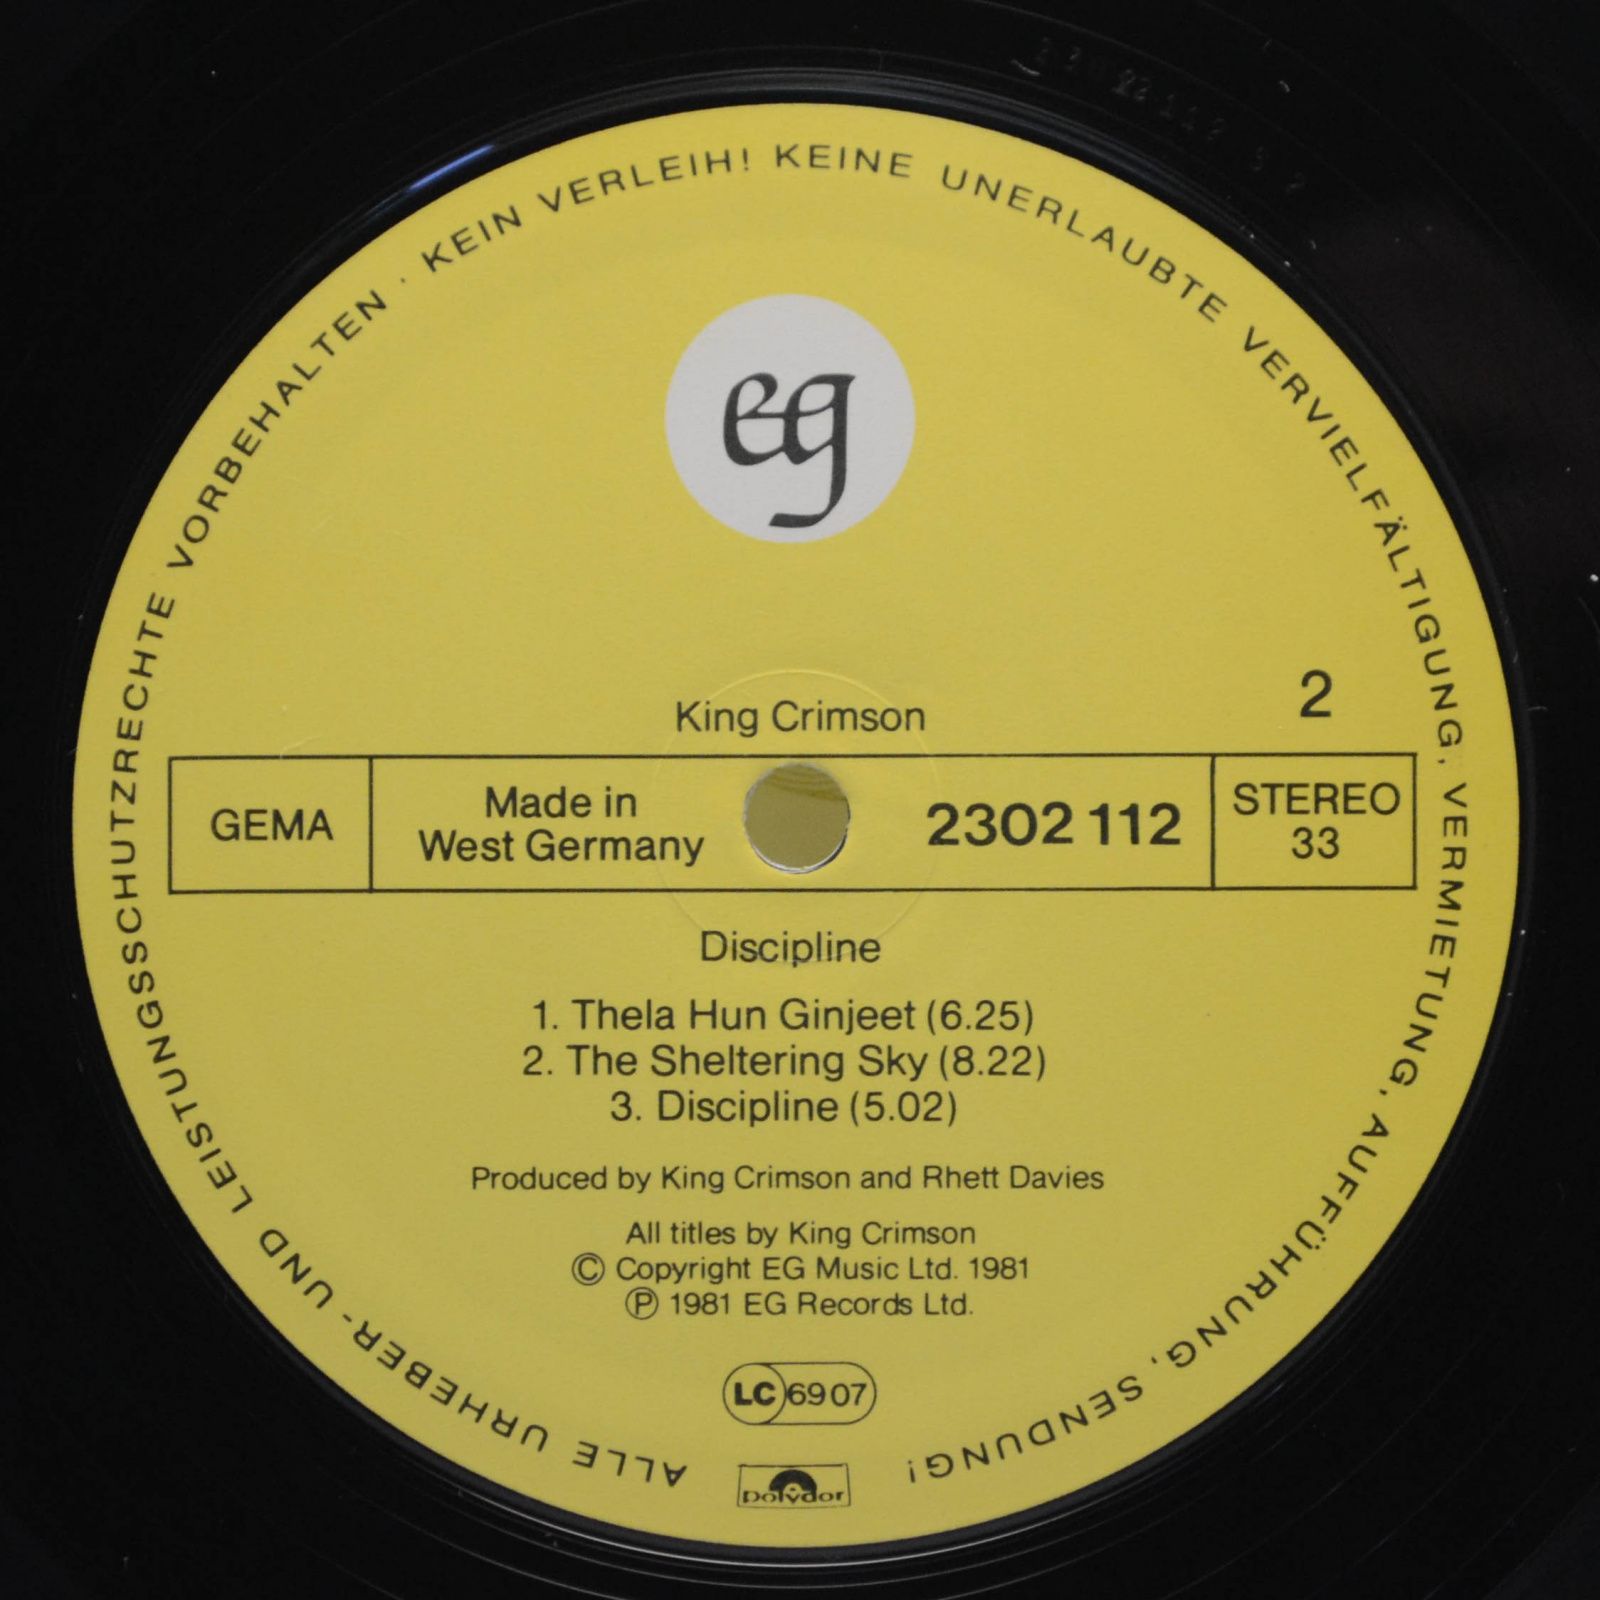 ALLE URHEBER- UND LEISTUNGSSCHUTZRECHTE VORBEHALTEN · KEIN VERLEIH! KEINE UNERLAUBTE VERVIELFÄLTIGUNG, VERMIETUNG, AUFFÜHRUNG, SENDUNG!
eg
2
King Crimson
GEMA
Made in
West Germany
2302 112
STEREO
33
Discipline
1. Thela Hun Ginjeet (6.25)
2. The Sheltering Sky (8.22)
3. Discipline (5.02)
Produced by King Crimson and Rhett Davies
All titles by King Crimson
© Copyright EG Music Ltd. 1981
℗ 1981 EG Records Ltd.
LC 6907
polydor